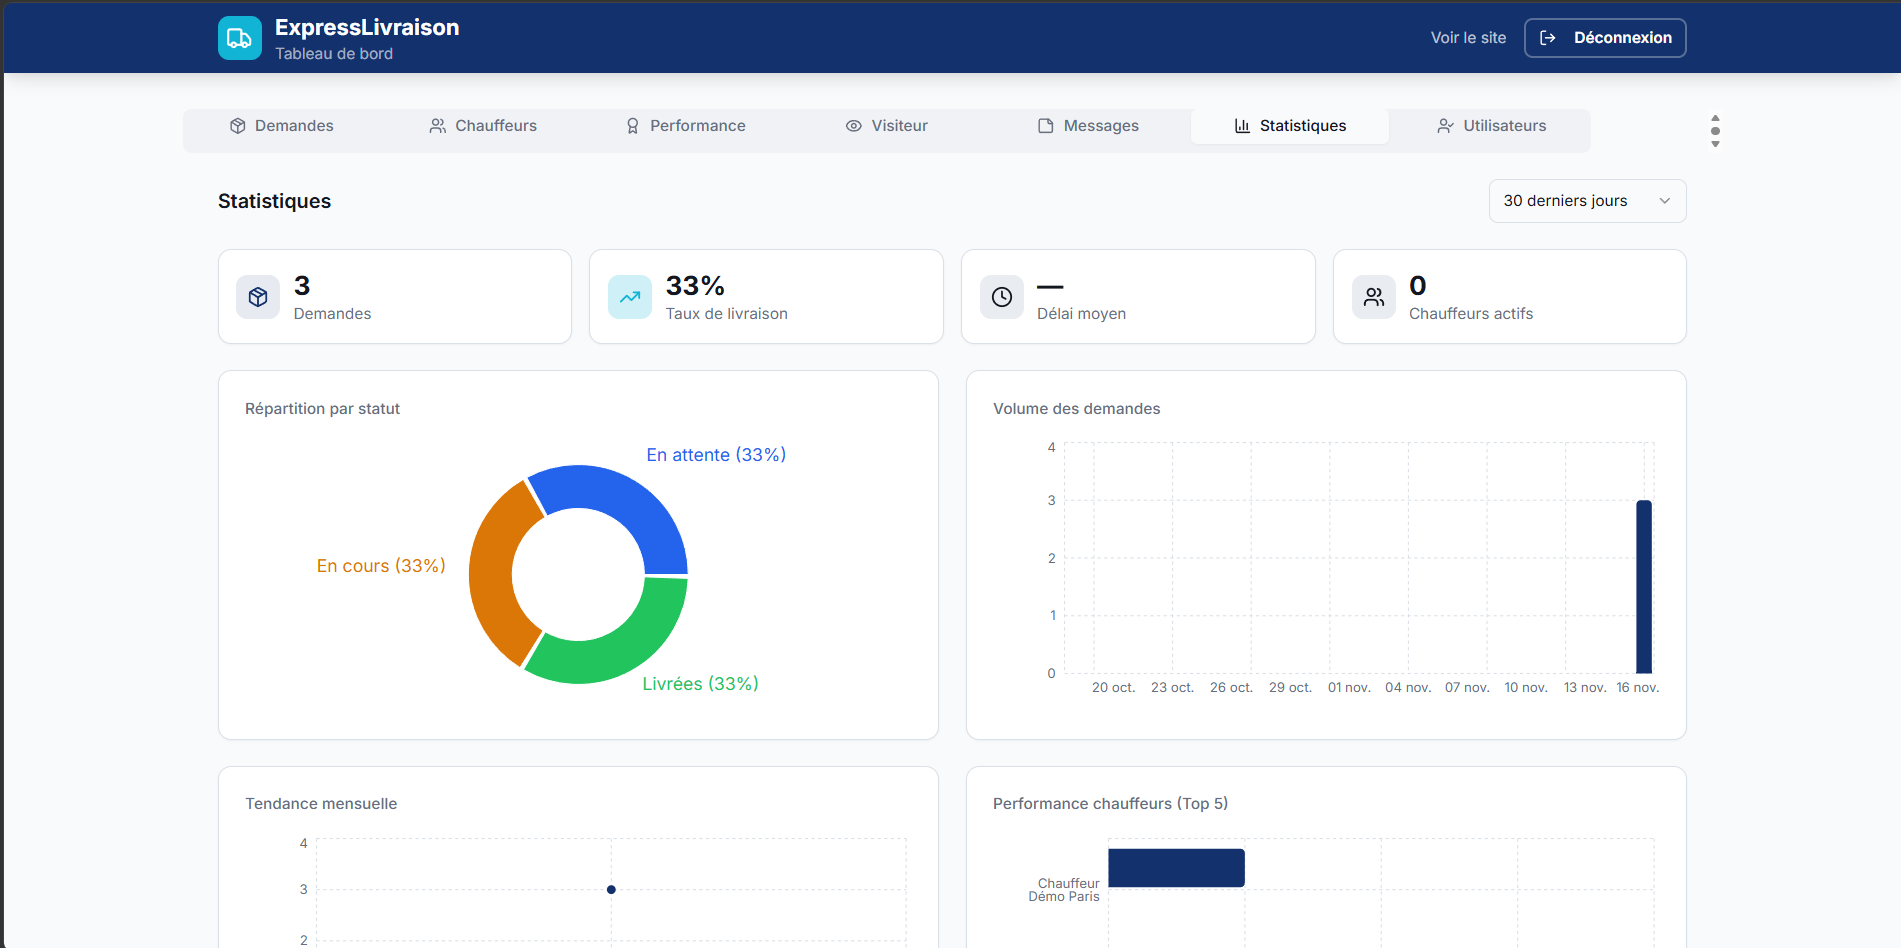 ExpressLivraison
Tableau de bord
Voir le site
Déconnexion
Demandes
Chauffeurs
Performance
Visiteur
Messages
Statistiques
Utilisateurs
Statistiques
30 derniers jours
3
Demandes
33%
Taux de livraison
—
Délai moyen
0
Chauffeurs actifs
Répartition par statut
En attente (33%)
En cours (33%)
Livrées (33%)
Volume des demandes
4
3
2
1
0
20 oct. 23 oct. 26 oct. 29 oct. 01 nov. 04 nov. 07 nov. 10 nov. 13 nov. 16 nov.
Tendance mensuelle
4
3
2
Performance chauffeurs (Top 5)
Chauffeur
Démo Paris